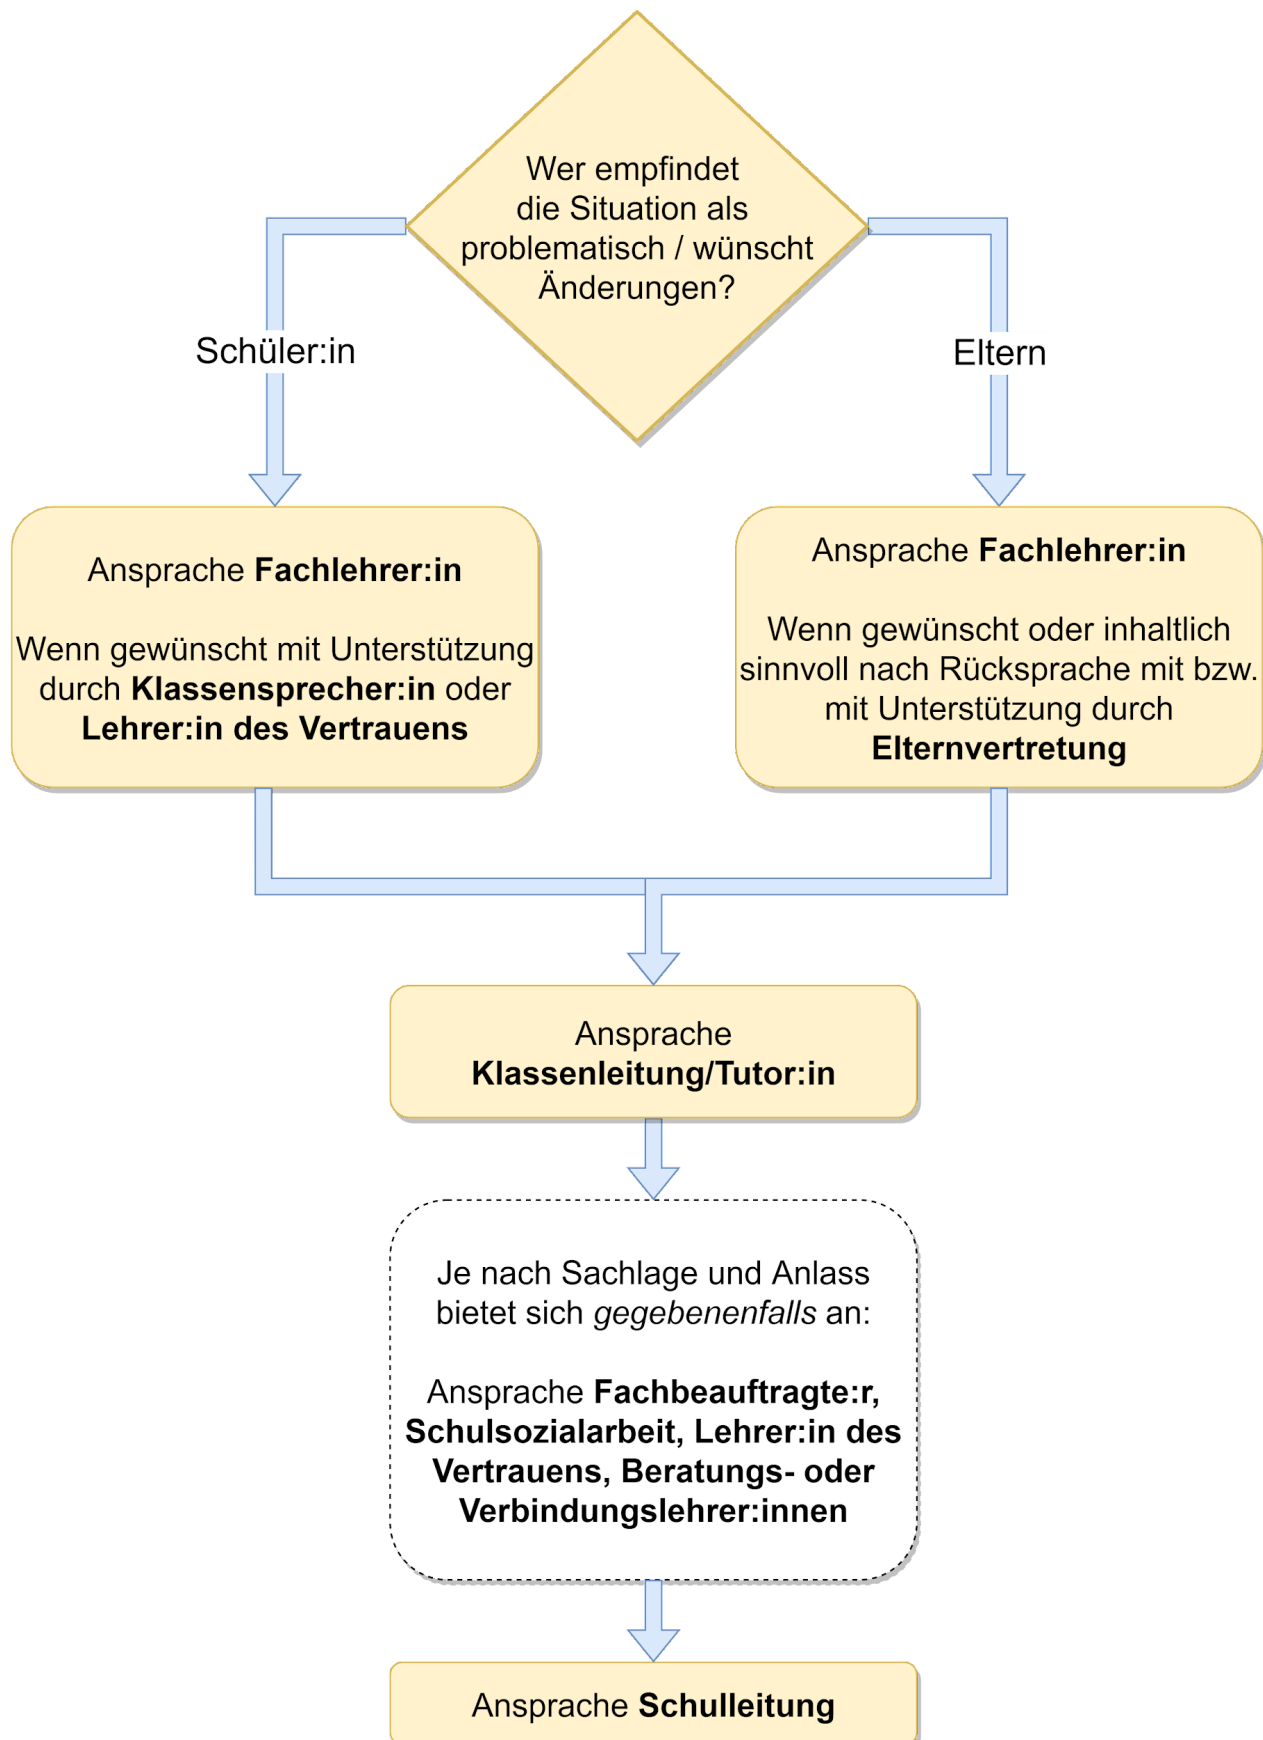 Wer empfindet
die Situation als
problematisch / wünscht
Änderungen?
Schüler:in
Eltern
Ansprache Fachlehrer:in
Wenn gewünscht mit Unterstützung
durch Klassensprecher:in oder
Lehrer:in des Vertrauens
Ansprache Fachlehrer:in
Wenn gewünscht oder inhaltlich
sinnvoll nach Rücksprache mit bzw.
mit Unterstützung durch
Elternvertretung
Ansprache
Klassenleitung/Tutor:in
Je nach Sachlage und Anlass
bietet sich gegebenenfalls an:
Ansprache Fachbeauftragte:r,
Schulsozialarbeit, Lehrer:in des
Vertrauens, Beratungs- oder
Verbindungslehrer:innen
Ansprache Schulleitung